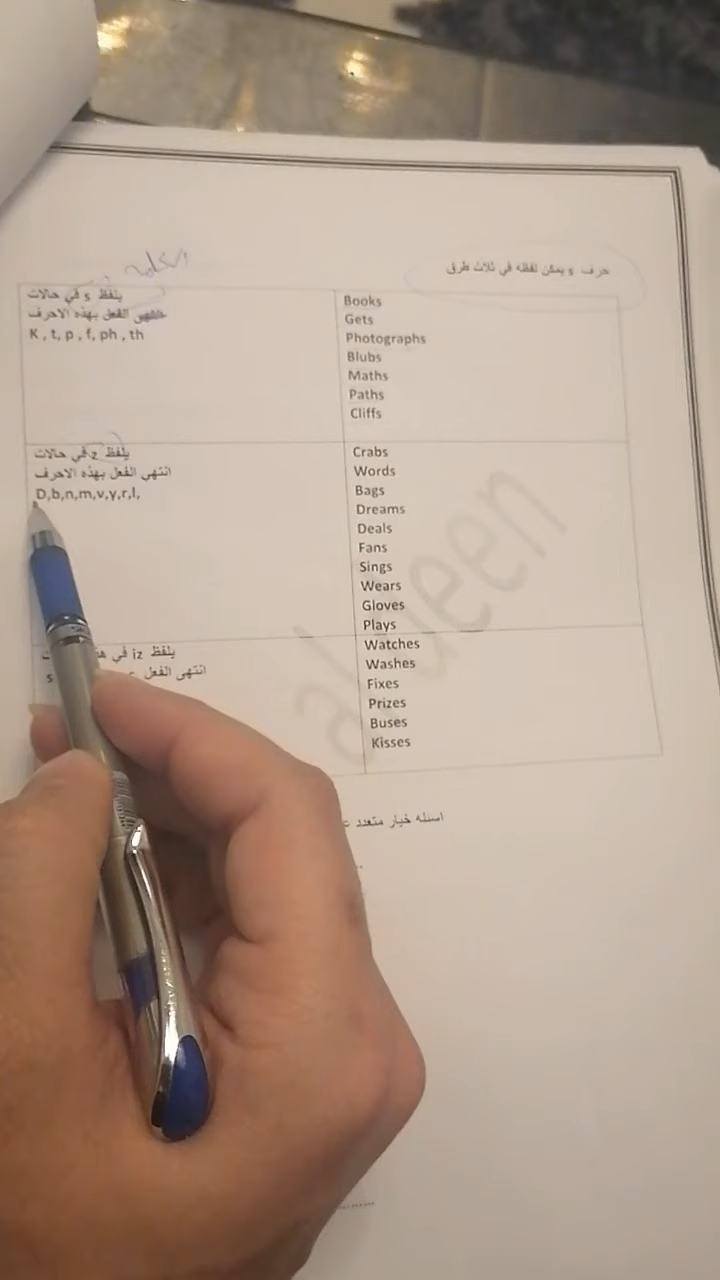 حرف s يمكن لفظه في ثلاث طرق
الكلمة
يلفظ s في حالات
الفعل بهذه الاحرف
K , t, p , f, ph , th
Books
Gets
Photographs
Blubs
Maths
Paths
Cliffs
يلفظ z في حالات
انتهى الفعل بهذه الاحرف
D,b,n,m,v,y,r,l,
Crabs
Words
Bags
Dreams
Deals
Fans
Sings
Wears
Gloves
Plays
يلفظ iz في
انتهى الفعل
s
Watches
Washes
Fixes
Prizes
Buses
Kisses
اسئله خيار متعدد